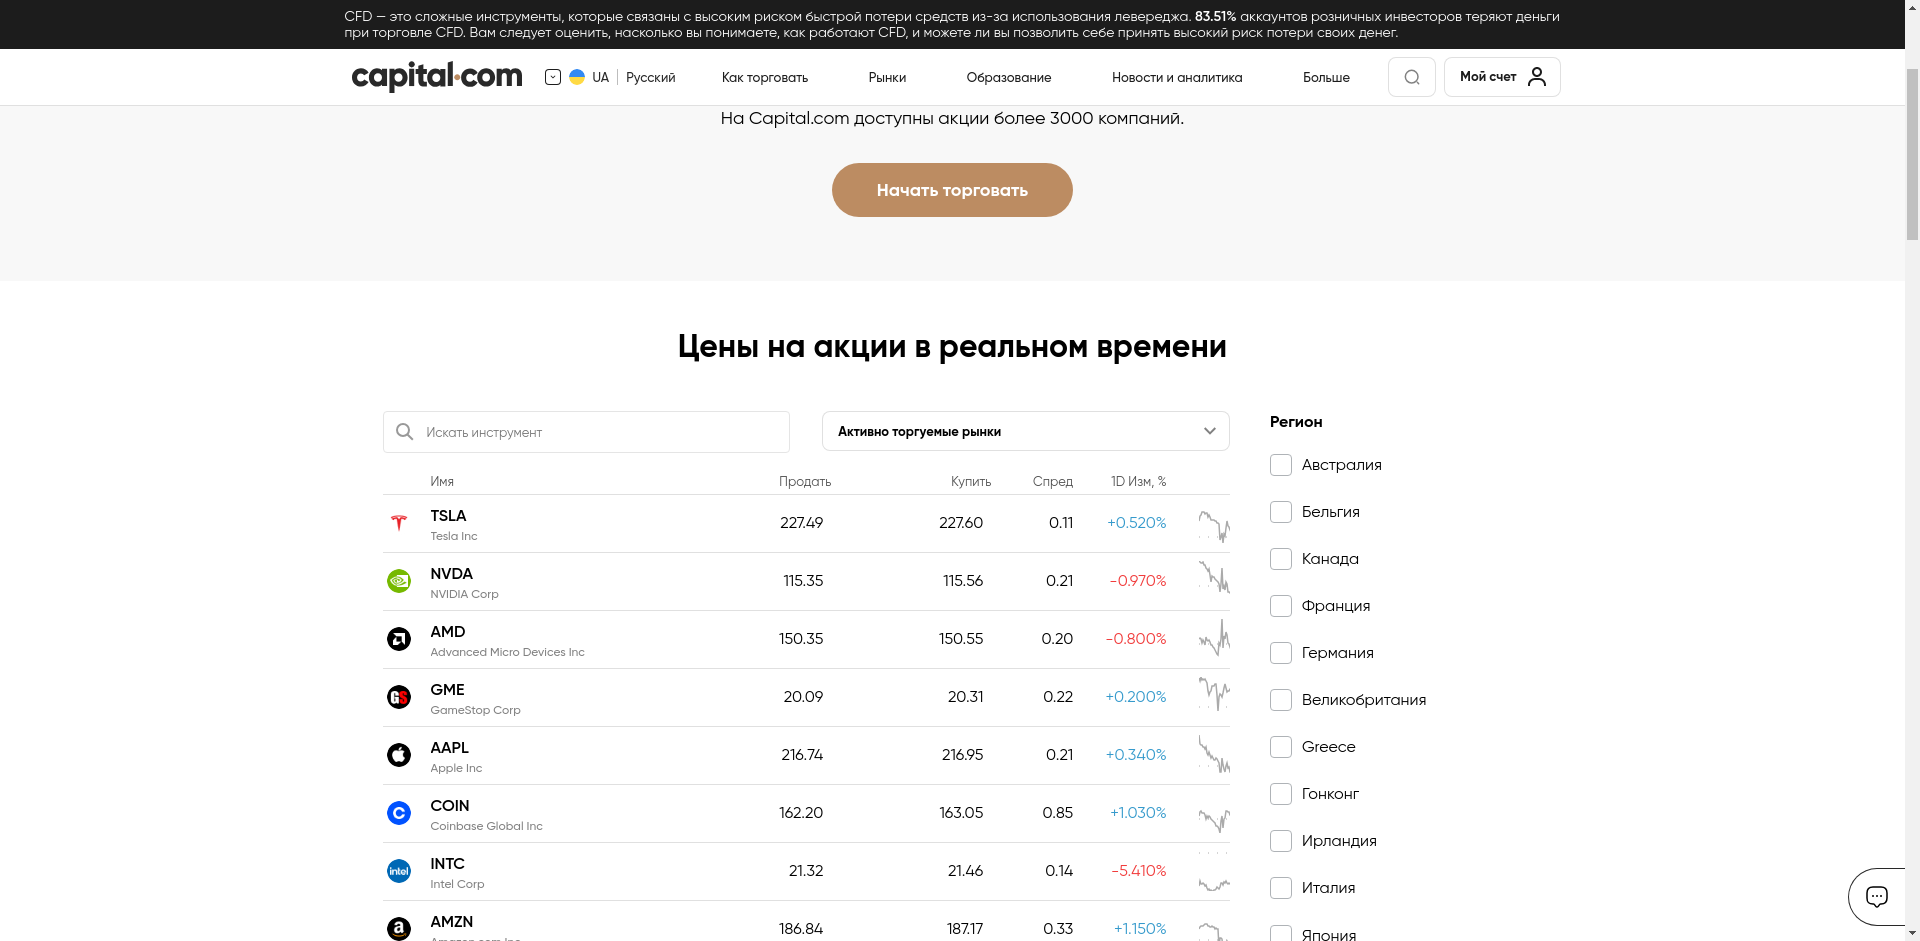 CFD — это сложные инструменты, которые связаны с высоким риском быстрой потери средств из-за использования левереджа. 83.51% аккаунтов розничных инвесторов теряют деньги
при торговле CFD. Вам следует оценить, насколько вы понимаете, как работают CFD, и можете ли вы позволить себе принять высокий риск потери своих денег.
capital.com UA Русский Как торговать Рынки Образование Новости и аналитика Больше Мой счет
На Capital.com доступны акции более 3000 компаний.
Начать торговать
Цены на акции в реальном времени
Искать инструмент
Активно торгуемые рынки
Имя Продать Купить Спред 1D Изм, %
TSLA 227.49 227.60 0.11 +0.520%
Tesla Inc
NVDA 115.35 115.56 0.21 -0.970%
NVIDIA Corp
AMD 150.35 150.55 0.20 -0.800%
Advanced Micro Devices Inc
GS
GME 20.09 20.31 0.22 +0.200%
GameStop Corp
AAPL 216.74 216.95 0.21 +0.340%
Apple Inc
COIN 162.20 163.05 0.85 +1.030%
Coinbase Global Inc
intel
INTC 21.32 21.46 0.14 -5.410%
Intel Corp
a
AMZN 186.84 187.17 0.33 +1.150%
Amazon.com Inc
Регион
Австралия
Бельгия
Канада
Франция
Германия
Великобритания
Greece
Гонконг
Ирландия
Италия
Япония